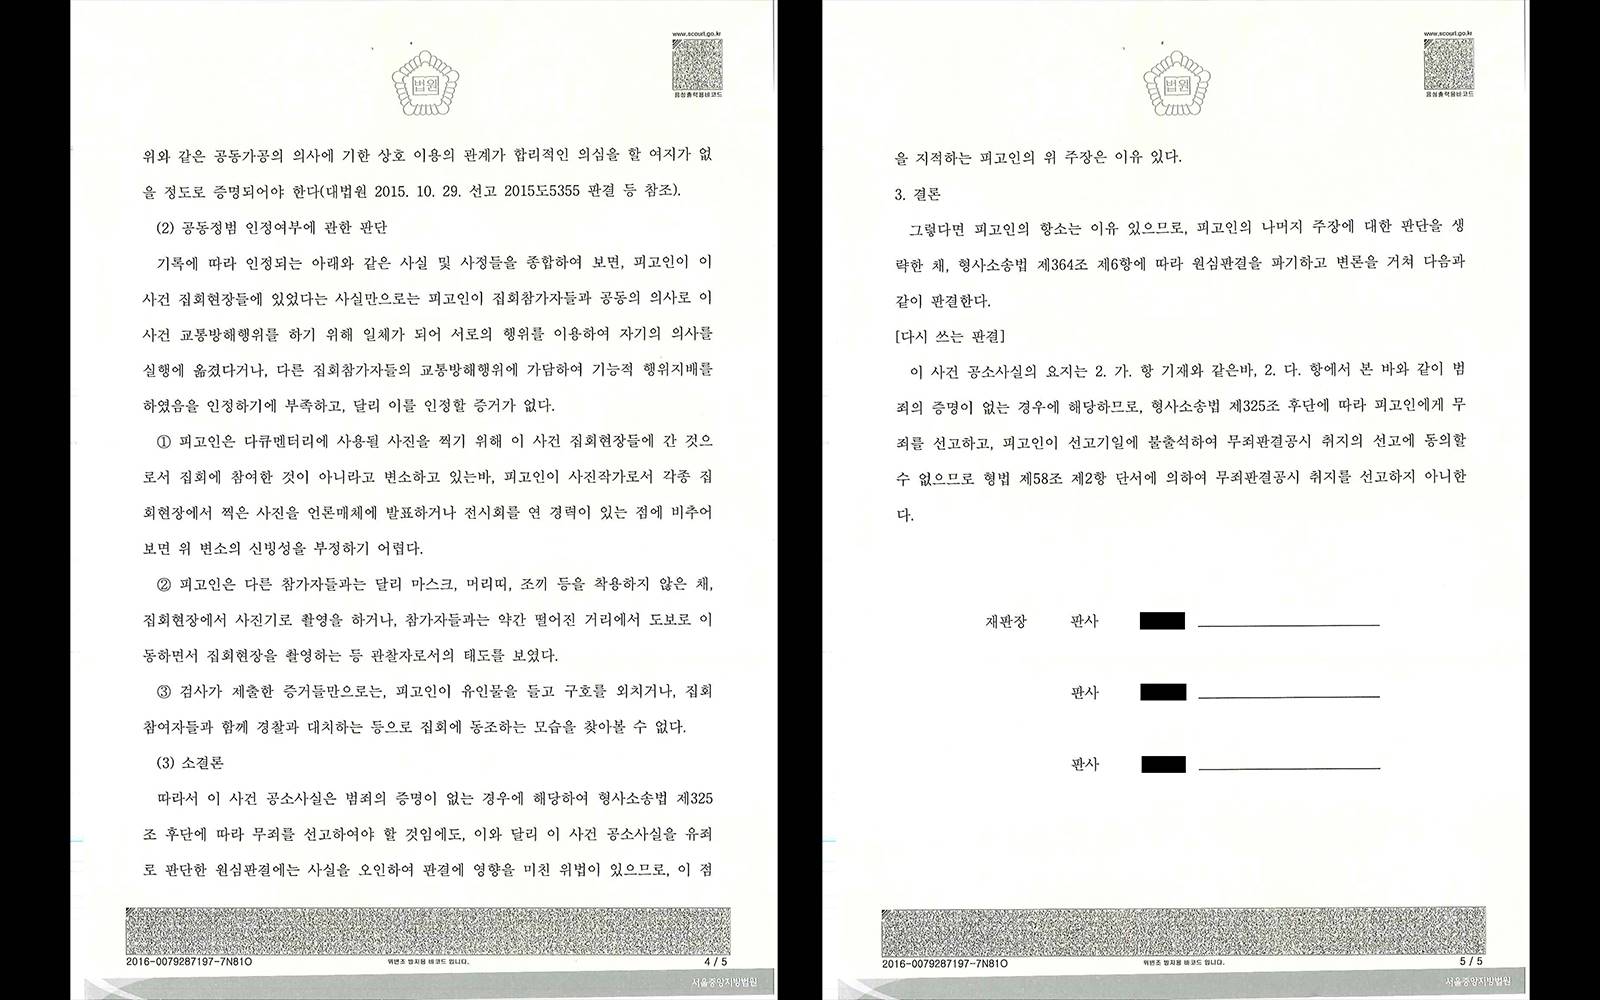 www.scourt.go.kr
법원
음성출력용바코드
위와 같은 공동가공의 의사에 기한 상호 이용의 관계가 합리적인 의심을 할 여지가 없
을 정도로 증명되어야 한다(대법원 2015. 10. 29. 선고 2015도5355 판결 등 참조).
(2) 공동정범 인정여부에 관한 판단
기록에 따라 인정되는 아래와 같은 사실 및 사정들을 종합하여 보면, 피고인이 이
사건 집회현장들에 있었다는 사실만으로는 피고인이 집회참가자들과 공동의 의사로 이
사건 교통방해행위를 하기 위해 일체가 되어 서로의 행위를 이용하여 자기의 의사를
실행에 옮겼다거나, 다른 집회참가자들의 교통방해행위에 가담하여 기능적 행위지배를
하였음을 인정하기에 부족하고, 달리 이를 인정할 증거가 없다.
① 피고인은 다큐멘터리에 사용될 사진을 찍기 위해 이 사건 집회현장들에 간 것으
로서 집회에 참여한 것이 아니라고 변소하고 있는바, 피고인이 사진작가로서 각종 집
회현장에서 찍은 사진을 언론매체에 발표하거나 전시회를 연 경력이 있는 점에 비추어
보면 위 변소의 신빙성을 부정하기 어렵다.
② 피고인은 다른 참가자들과는 달리 마스크, 머리띠, 조끼 등을 착용하지 않은 채,
집회현장에서 사진기로 촬영을 하거나, 참가자들과는 약간 떨어진 거리에서 도보로 이
동하면서 집회현장을 촬영하는 등 관찰자로서의 태도를 보였다.
③ 검사가 제출한 증거들만으로는, 피고인이 유인물을 들고 구호를 외치거나, 집회
참여자들과 함께 경찰과 대치하는 등으로 집회에 동조하는 모습을 찾아볼 수 없다.
(3) 소결론
따라서 이 사건 공소사실은 범죄의 증명이 없는 경우에 해당하여 형사소송법 제325
조 후단에 따라 무죄를 선고하여야 할 것임에도, 이와 달리 이 사건 공소사실을 유죄
로 판단한 원심판결에는 사실을 오인하여 판결에 영향을 미친 위법이 있으므로, 이 점
2016-0079287197-7N81O
위변조 방지용 바코드 입니다.
4 / 5
서울중앙지방법원
www.scourt.go.kr
법원
음성출력용바코드
을 지적하는 피고인의 위 주장은 이유 있다.
3. 결론
그렇다면 피고인의 항소는 이유 있으므로, 피고인의 나머지 주장에 대한 판단을 생
략한 채, 형사소송법 제364조 제6항에 따라 원심판결을 파기하고 변론을 거쳐 다음과
같이 판결한다.
[다시 쓰는 판결]
이 사건 공소사실의 요지는 2. 가. 항 기재와 같은바, 2. 다. 항에서 본 바와 같이 범
죄의 증명이 없는 경우에 해당하므로, 형사소송법 제325조 후단에 따라 피고인에게 무
죄를 선고하고, 피고인이 선고기일에 불출석하여 무죄판결공시 취지의 선고에 동의할
수 없으므로 형법 제58조 제2항 단서에 의하여 무죄판결공시 취지를 선고하지 아니한
다.
재판장 판사
판사
판사
2016-0079287197-7N81O
위변조 방지용 바코드 입니다.
5 / 5
서울중앙지방법원